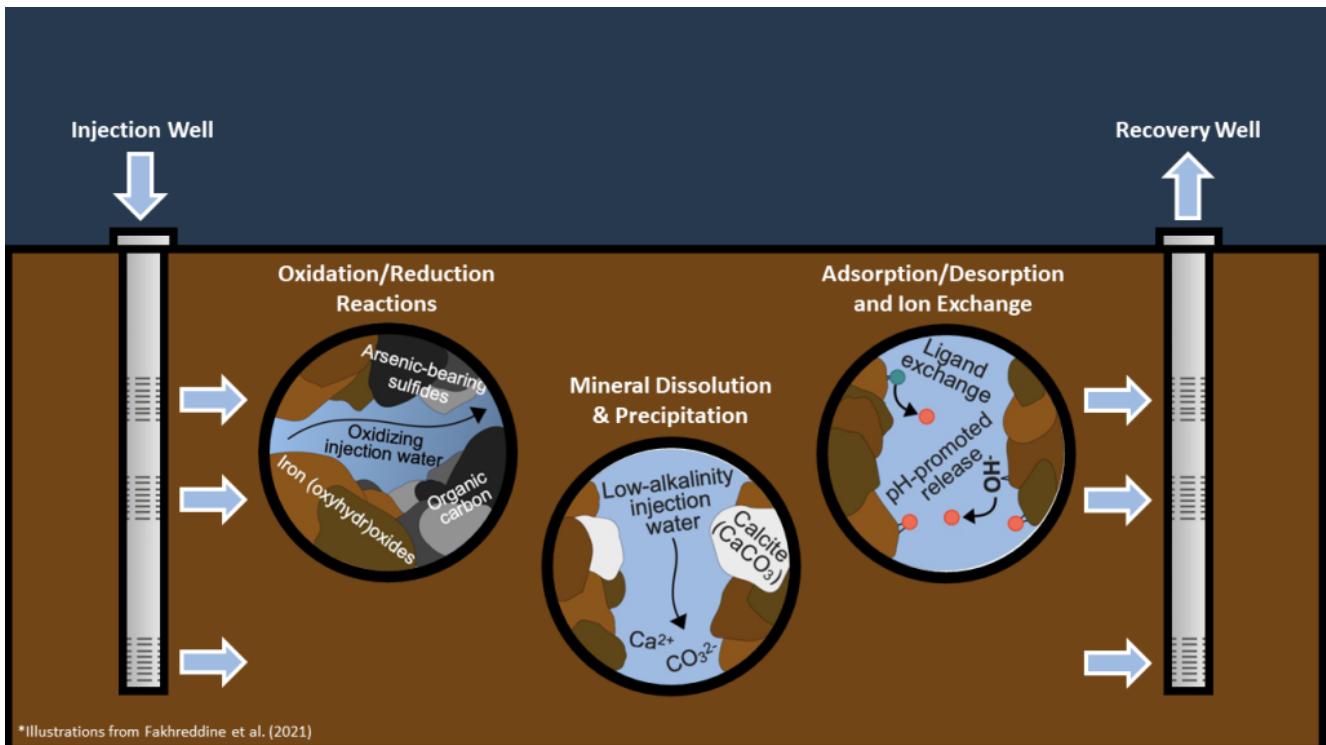 Injection Well
Recovery Well
Oxidation/Reduction
Reactions
Arsenic-bearing
sulfides
Oxidizing
injection water
Iron (oxyhydr)oxides
Organic
carbon
Mineral Dissolution
& Precipitation
Low-alkalinity
injection
water
Calcite
(CaCO₃)
Ca²⁺
CO₃²⁻
Adsorption/Desorption
and Ion Exchange
Ligand
exchange
pH-promoted
release
OH⁻
*Illustrations from Fakhreddine et al. (2021)